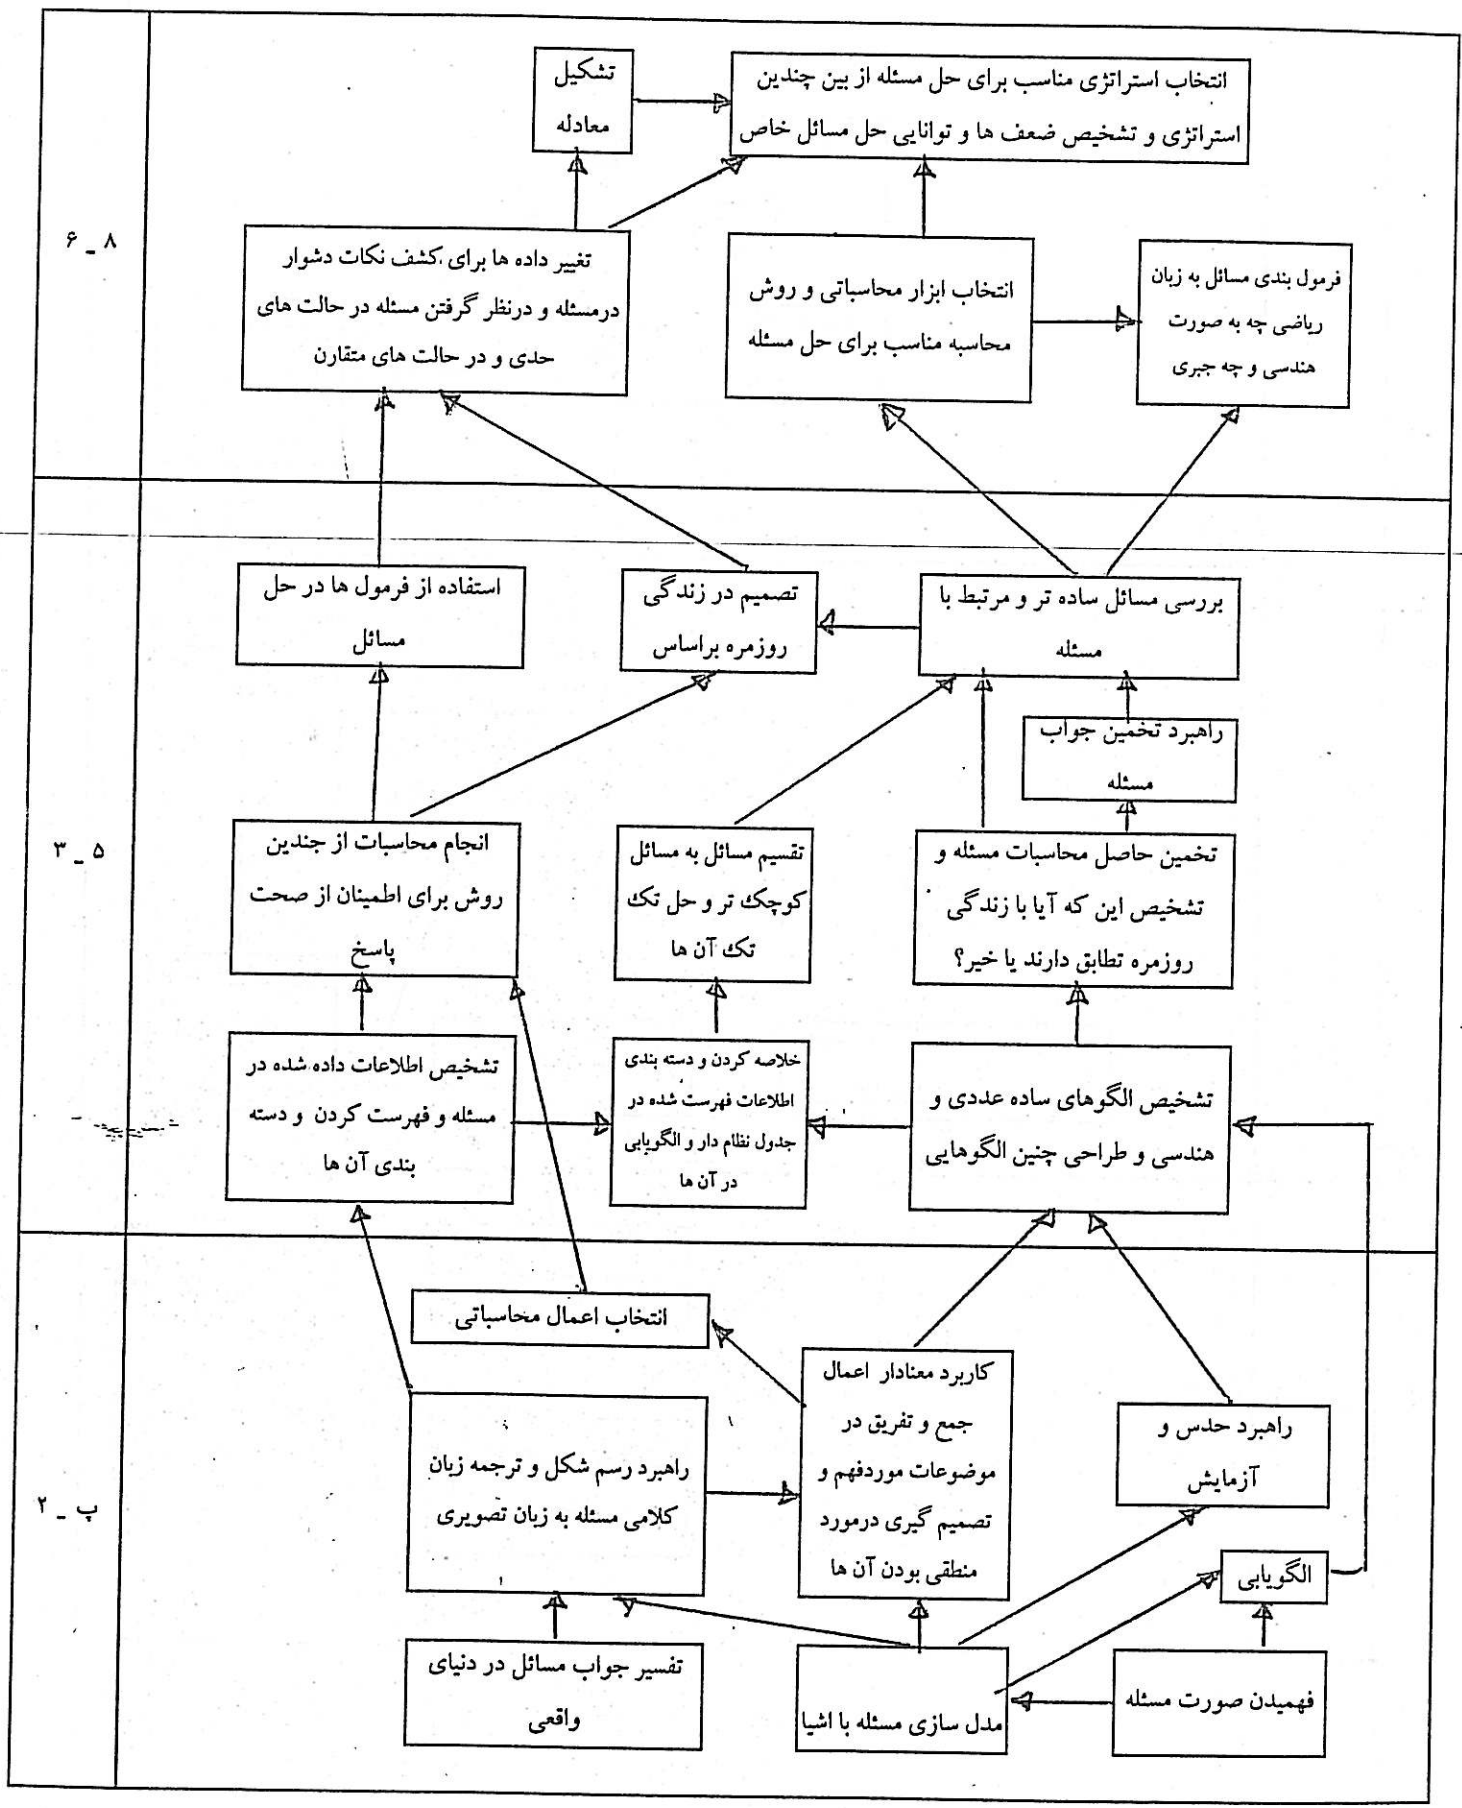 تشکیل
معادله
انتخاب استراتژی مناسب برای حل مسئله از بین چندین
استراتژی و تشخیص ضعف ها و توانایی حل مسائل خاص
۸ _ ۶
فرمول بندی مسائل به زبان
ریاضی چه به صورت
هندسی و چه جبری
انتخاب ابزار محاسباتی و روش
محاسبه مناسب برای حل مسئله
تغییر داده ها برای کشف نکات دشوار
درمسئله و درنظر گرفتن مسئله در حالت های
حدی و در حالت های متقارن
بررسی مسائل ساده تر و مرتبط با
مسئله
تصمیم در زندگی
روزمره براساس
استفاده از فرمول ها در حل
مسائل
راهبرد تخمین جواب
مسئله
۵ _ ۳
تخمین حاصل محاسبات مسئله و
تشخیص این که آیا با زندگی
روزمره تطابق دارند یا خیر؟
تقسیم مسائل به مسائل
کوچک تر و حل تک
تک آن ها
انجام محاسبات از جندین
روش برای اطمینان از صحت
پاسخ
تشخیص الگوهای ساده عددی و
هندسی و طراحی چنین الگوهایی
خلاصه کردن و دسته بندی
اطلاعات فهرست شده در
جدول نظام دار و الگویابی
در آن ها
تشخیص اطلاعات داده شده در
مسئله و فهرست کردن و دسته
بندی آن ها
انتخاب اعمال محاسباتی
کاربرد معنادار اعمال
جمع و تفریق در
موضوعات موردفهم و
تصمیم گیری درمورد
منطقی بودن آن ها
راهبرد حدس و
آزمایش
راهبرد رسم شکل و ترجمه زبان
کلامی مسئله به زبان تصویری
پ _ ۲
الگویابی
فهمیدن صورت مسئله
مدل سازی مسئله با اشیا
تفسیر جواب مسائل در دنیای
واقعی